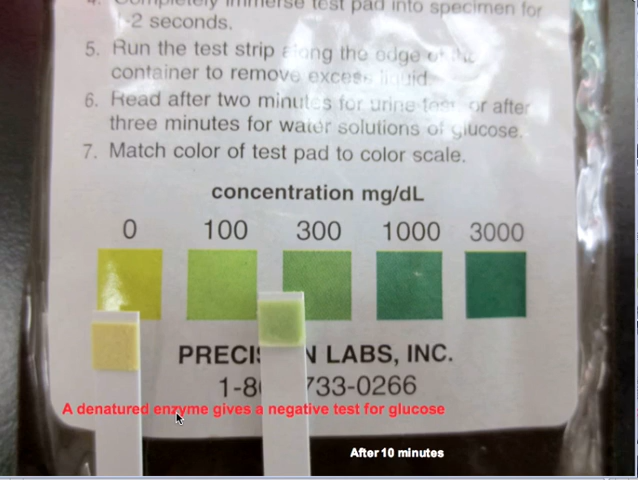 4. Completely immerse test pad into specimen for
-2 seconds.
5. Run the test strip along the edge of the
container to remove excess liquid.
6. Read after two minutes for urine test, or after
three minutes for water solutions of glucose.
7. Match color of test pad to color scale.
concentration mg/dL
0 100 300 1000 3000
PRECIS N LABS, INC.
1-80 733-0266
A denatured enzyme gives a negative test for glucose
After 10 minutes